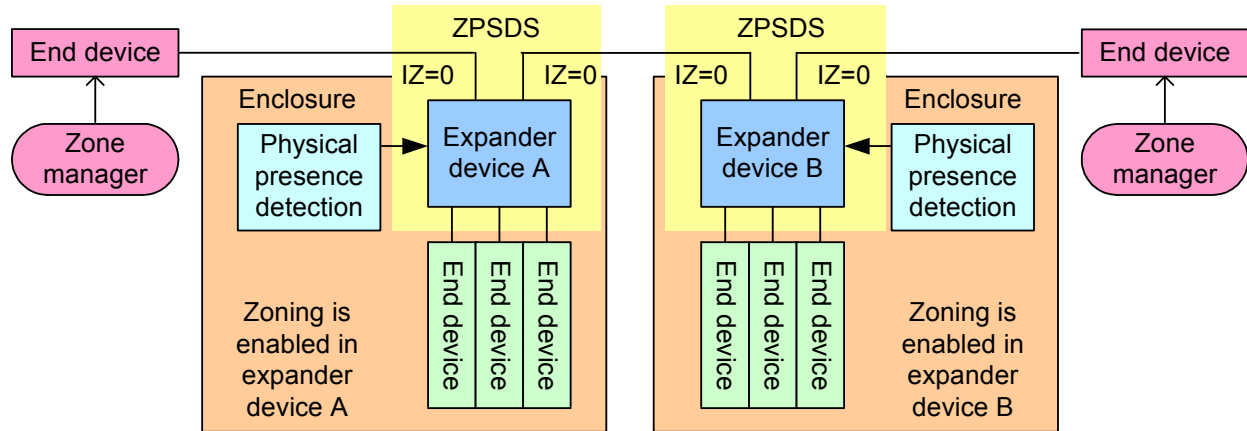 ZPSDS
ZPSDS
End device
End device
IZ=0
IZ=0
IZ=0
IZ=0
Enclosure
Enclosure
Zone
manager
Physical
presence
detection
Expander
device A
Expander
device B
Physical
presence
detection
Zone
manager
End device
End device
End device
End device
End device
End device
Zoning is
enabled in
expander
device A
Zoning is
enabled in
expander
device B